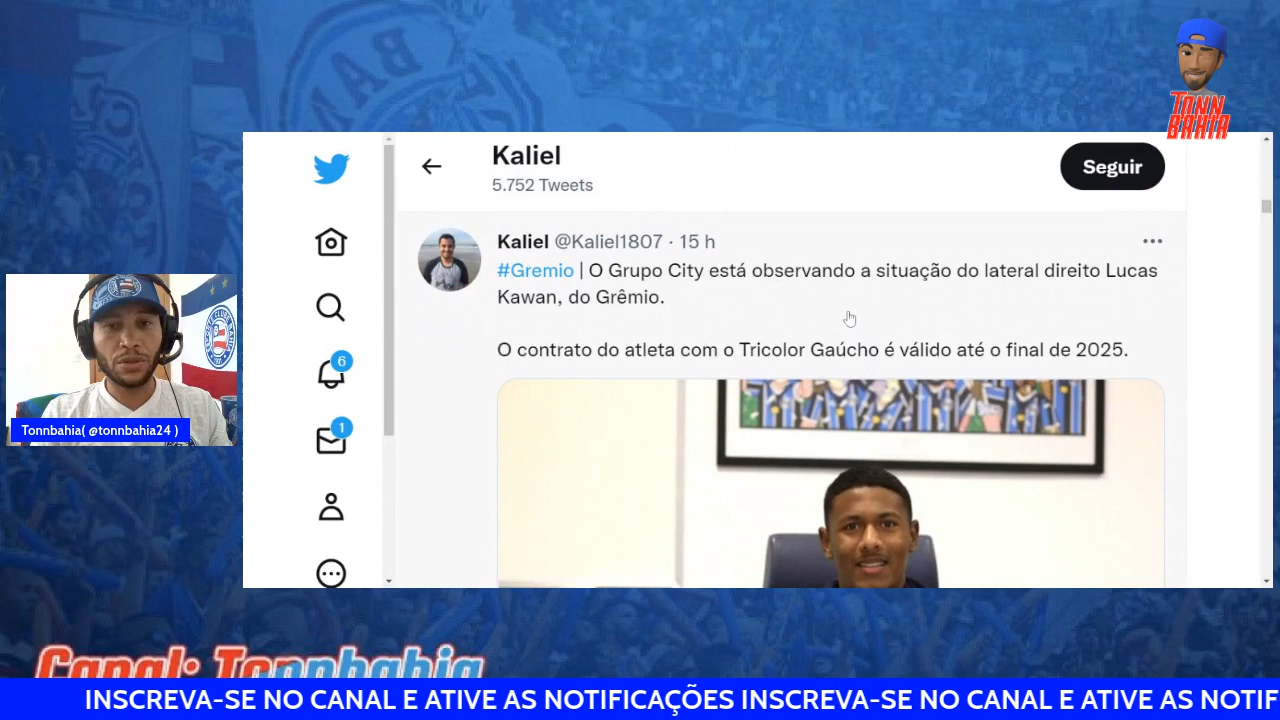 TONN
BAHIA
Kaliel
5.752 Tweets
Seguir
Kaliel @Kaliel1807 · 15 h
#Gremio | O Grupo City está observando a situação do lateral direito Lucas
Kawan, do Grêmio.
O contrato do atleta com o Tricolor Gaúcho é válido até o final de 2025.
6
1
Tonnbahia( @tonnbahia24 )
Canal: Tonnbahia
INSCREVA-SE NO CANAL E ATIVE AS NOTIFICAÇÕES INSCREVA-SE NO CANAL E ATIVE AS NOTIF